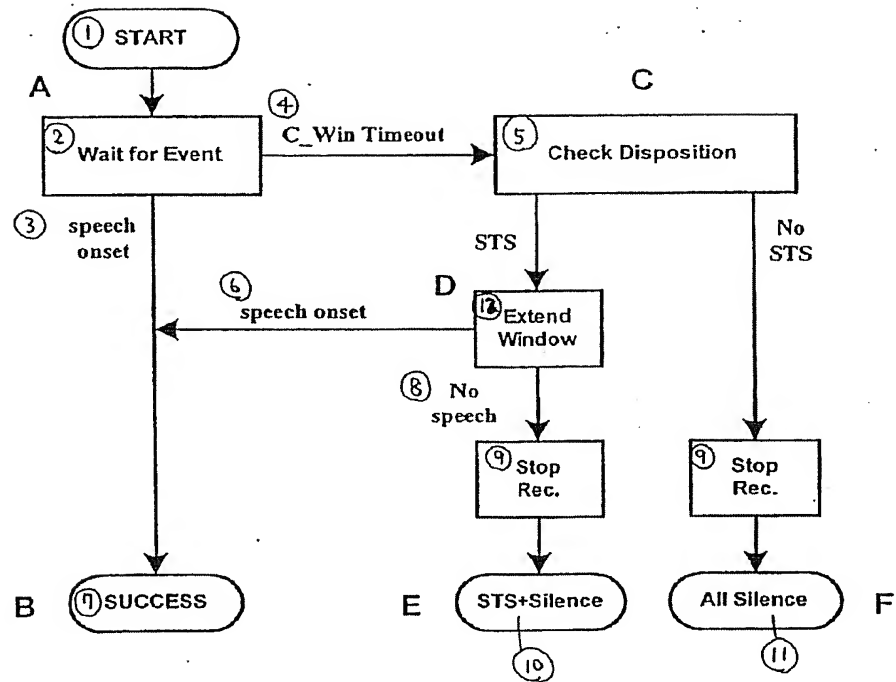 ① START
A
C
② Wait for Event
④
C_Win Timeout
⑤ Check Disposition
③ speech
onset
STS
No
STS
⑥
speech onset
D
Extend
Window
⑧ No
speech
⑨ Stop
Rec.
⑨ Stop
Rec.
B
⑦ SUCCESS
E
STS+Silence
All Silence
F
⑩
⑪